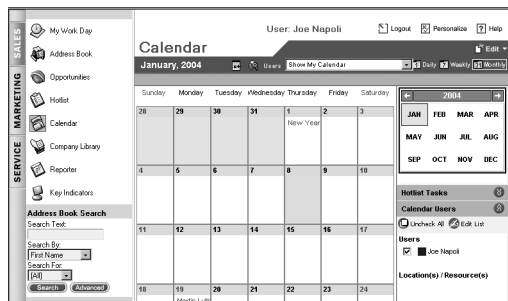 User: Joe Napoli
Logout
Personalize
? Help
SALES
MARKETING
SERVICE
My Work Day
Address Book
Opportunities
Hotlist
Calendar
Company Library
Reporter
Key Indicators
Address Book Search
Search Text:
Search By:
First Name
Search For:
(All)
Search
Advanced
Calendar
Edit
January, 2004
Users
Show My Calendar
Daily
Weekly
Monthly
Sunday Monday Tuesday Wednesday Thursday Friday Saturday
28 29 30 31 1 2 3
New Year
4 5 6 7 8 9 10
11 12 13 14 15 16 17
18 19 20 21 22 23 24
Martin Luth
2004
JAN FEB MAR APR
MAY JUN JUL AUG
SEP OCT NOV DEC
Hotlist Tasks
Calendar Users
Uncheck All
Edit List
Users
Joe Napoli
Location(s) / Resource(s)